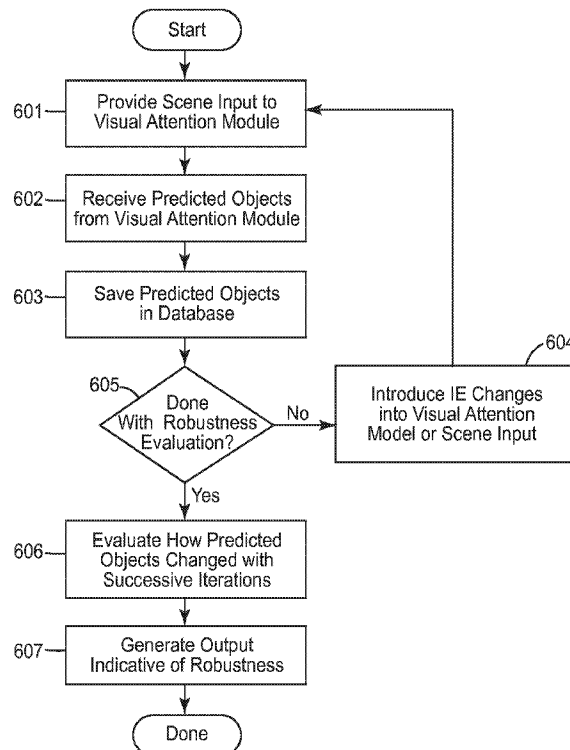 Start
601
Provide Scene Input to
Visual Attention Module
602
Receive Predicted Objects
from Visual Attention Module
603
Save Predicted Objects
in Database
605
Done
With Robustness
Evaluation?
No
604
Introduce IE Changes
into Visual Attention
Model or Scene Input
Yes
606
Evaluate How Predicted
Objects Changed with
Successive Iterations
607
Generate Output
Indicative of Robustness
Done